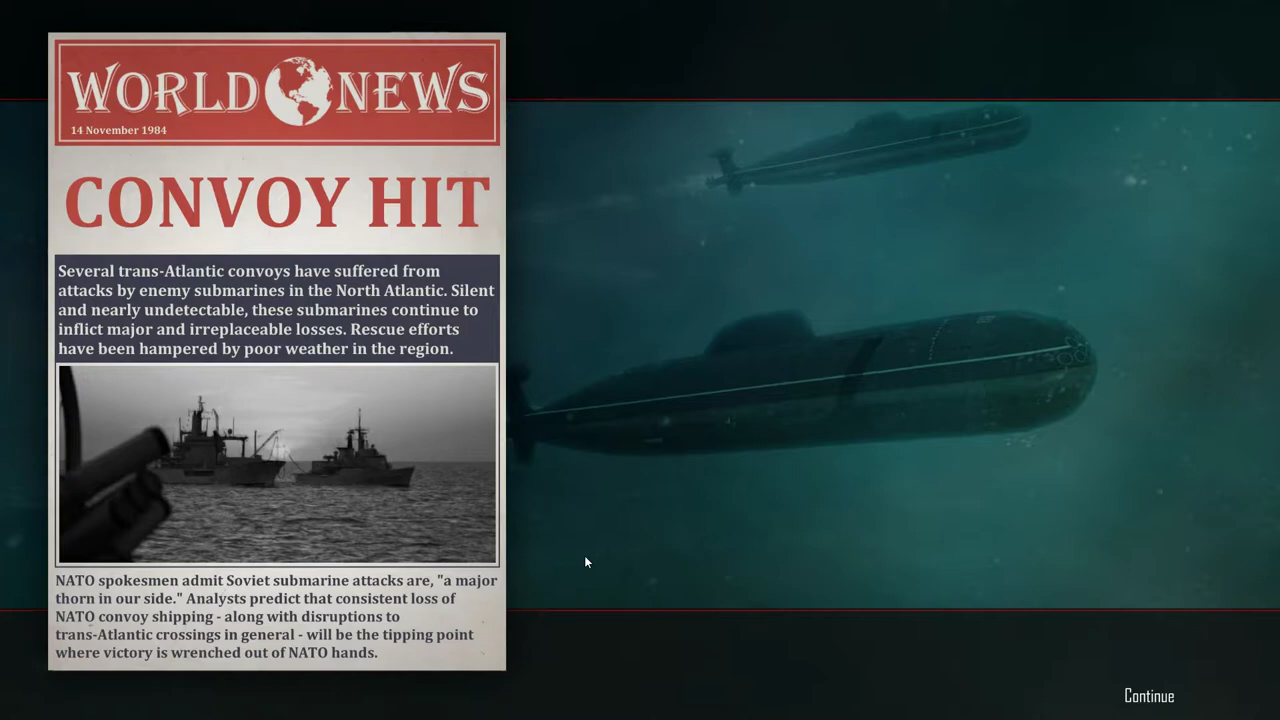 WORLD NEWS
14 November 1984
CONVOY HIT
Several trans-Atlantic convoys have suffered from
attacks by enemy submarines in the North Atlantic. Silent
and nearly undetectable, these submarines continue to
inflict major and irreplaceable losses. Rescue efforts
have been hampered by poor weather in the region.
NATO spokesmen admit Soviet submarine attacks are, "a major
thorn in our side." Analysts predict that consistent loss of
NATO convoy shipping - along with disruptions to
trans-Atlantic crossings in general - will be the tipping point
where victory is wrenched out of NATO hands.
Continue